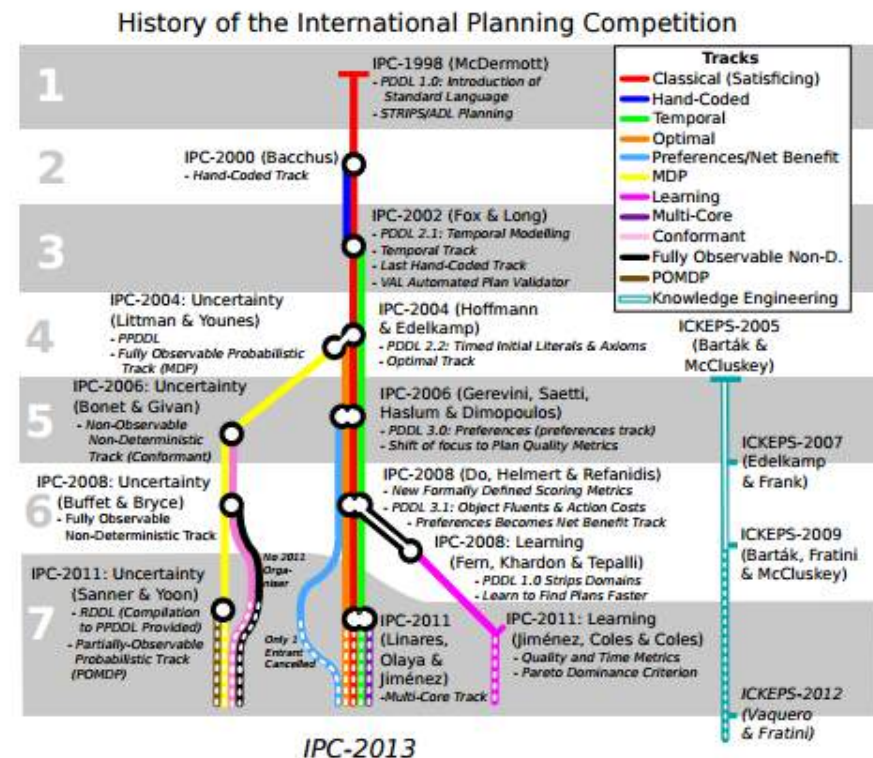 History of the International Planning Competition
1
IPC-1998 (McDermott)
- PDDL 1.0: Introduction of
Standard Language
- STRIPS/ADL Planning
Tracks
Classical (Satisficing)
Hand-Coded
Temporal
Optimal
Preferences/Net Benefit
MDP
Learning
Multi-Core
Conformant
Fully Observable Non-D.
POMDP
Knowledge Engineering
2
IPC-2000 (Bacchus)
- Hand-Coded Track
3
IPC-2002 (Fox & Long)
- PDDL 2.1: Temporal Modelling
- Temporal Track
- Last Hand-Coded Track
- VAL Automated Plan Validator
4
IPC-2004: Uncertainty
(Littman & Younes)
- PPDDL
- Fully Observable Probabilistic
Track (MDP)
IPC-2004 (Hoffmann
& Edelkamp)
- PDDL 2.2: Timed Initial Literals & Axioms
- Optimal Track
ICKEPS-2005
(Barták &
McCluskey)
5
IPC-2006: Uncertainty
(Bonet & Givan)
- Non-Observable
Non-Deterministic
Track (Conformant)
IPC-2006 (Gerevini, Saetti,
Haslum & Dimopoulos)
- PDDL 3.0: Preferences (preferences track)
- Shift of focus to Plan Quality Metrics
ICKEPS-2007
(Edelkamp
& Frank)
6
IPC-2008: Uncertainty
(Buffet & Bryce)
- Fully Observable
Non-Deterministic Track
IPC-2008 (Do, Helmert & Refanidis)
- New Formally Defined Scoring Metrics
- PDDL 3.1: Object Fluents & Action Costs
- Preferences Becomes Net Benefit Track
IPC-2008: Learning
(Fern, Khardon & Tepalli)
- PDDL 1.0 Strips Domains
- Learn to Find Plans Faster
ICKEPS-2009
(Barták, Fratini
& McCluskey)
7
IPC-2011: Uncertainty
(Sanner & Yoon)
- RDDL (Compilation
to PPDDL Provided)
- Partially-Observable
Probabilistic Track
(POMDP)
No 2011
Orga-
niser
Only 1
Entrant
Cancelled
IPC-2011
(Linares,
Olaya &
Jiménez)
-Multi-Core Track
IPC-2011: Learning
(Jiménez, Coles & Coles)
- Quality and Time Metrics
- Pareto Dominance Criterion
ICKEPS-2012
(Vaquero
& Fratini)
IPC-2013